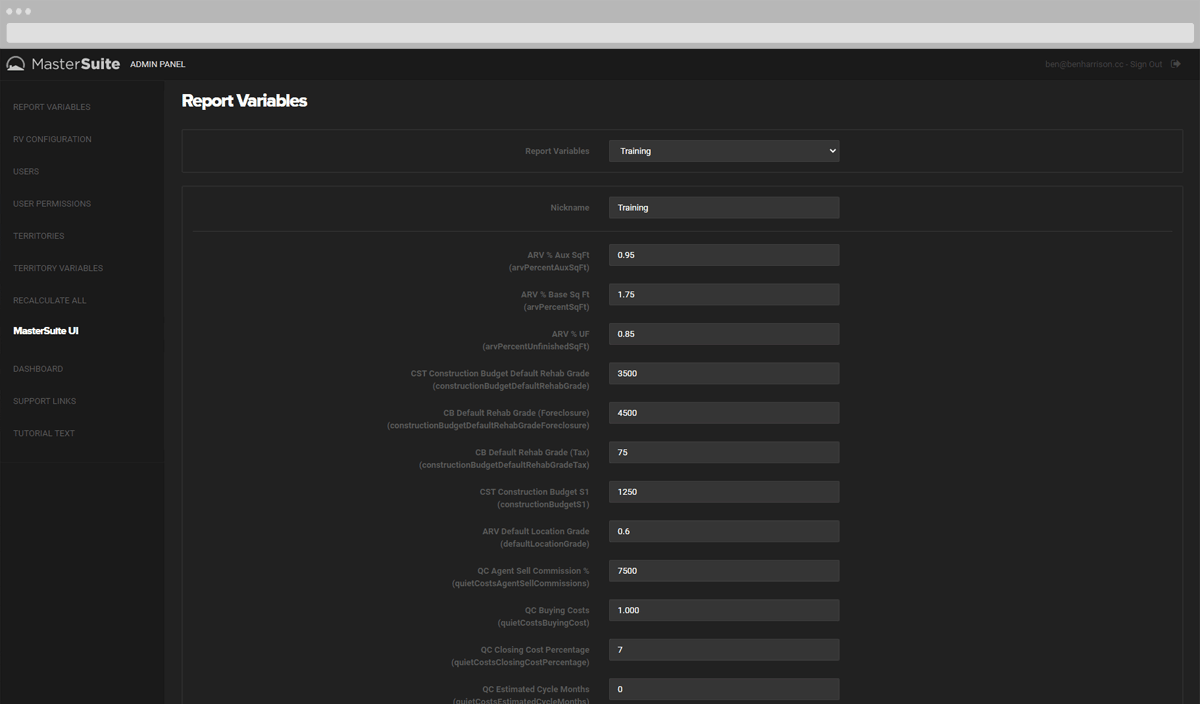 MasterSuite ADMIN PANEL
ben@benharrison.cc - Sign Out
REPORT VARIABLES
RV CONFIGURATION
USERS
USER PERMISSIONS
TERRITORIES
TERRITORY VARIABLES
RECALCULATE ALL
MasterSuite UI
DASHBOARD
SUPPORT LINKS
TUTORIAL TEXT
Report Variables
Report Variables Training
Nickname Training
ARV % Aux SqFt 0.95
(arvPercentAuxSqFt)
ARV % Base Sq Ft 1.75
(arvPercentSqFt)
ARV % UF 0.85
(arvPercentUnfinishedSqFt)
CST Construction Budget Default Rehab Grade 3500
(constructionBudgetDefaultRehabGrade)
CB Default Rehab Grade (Foreclosure) 4500
(constructionBudgetDefaultRehabGradeForeclosure)
CB Default Rehab Grade (Tax) 75
(constructionBudgetDefaultRehabGradeTax)
CST Construction Budget S1 1250
(constructionBudgetS1)
ARV Default Location Grade 0.6
(defaultLocationGrade)
QC Agent Sell Commission % 7500
(quietCostsAgentSellCommissions)
QC Buying Costs 1.000
(quietCostsBuyingCost)
QC Closing Cost Percentage 7
(quietCostsClosingCostPercentage)
QC Estimated Cycle Months 0
(quietCostsEstimatedCycleMonths)